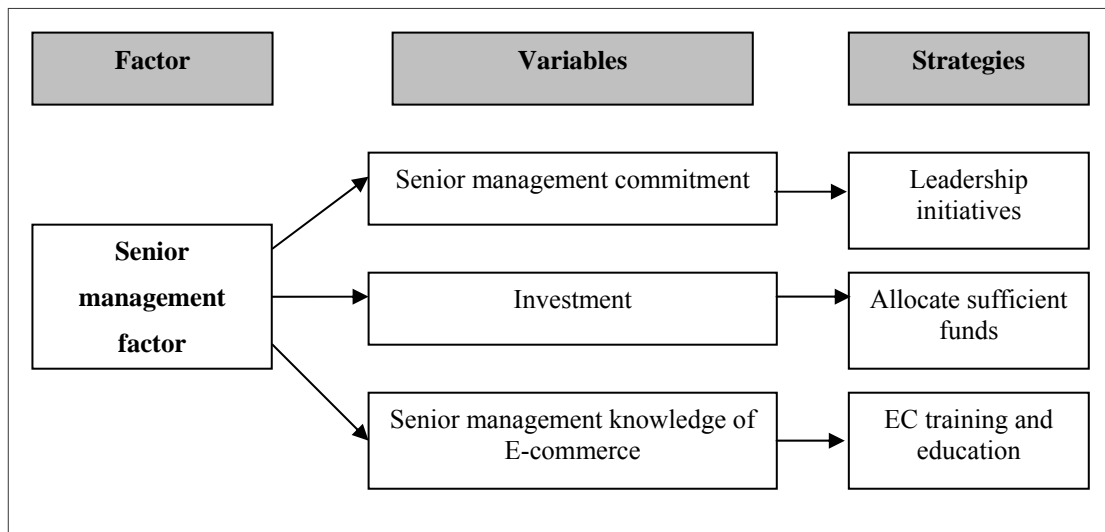 Factor
Variables
Strategies
Senior management commitment
Leadership
initiatives
Senior
management
factor
Investment
Allocate sufficient
funds
Senior management knowledge of
E-commerce
EC training and
education